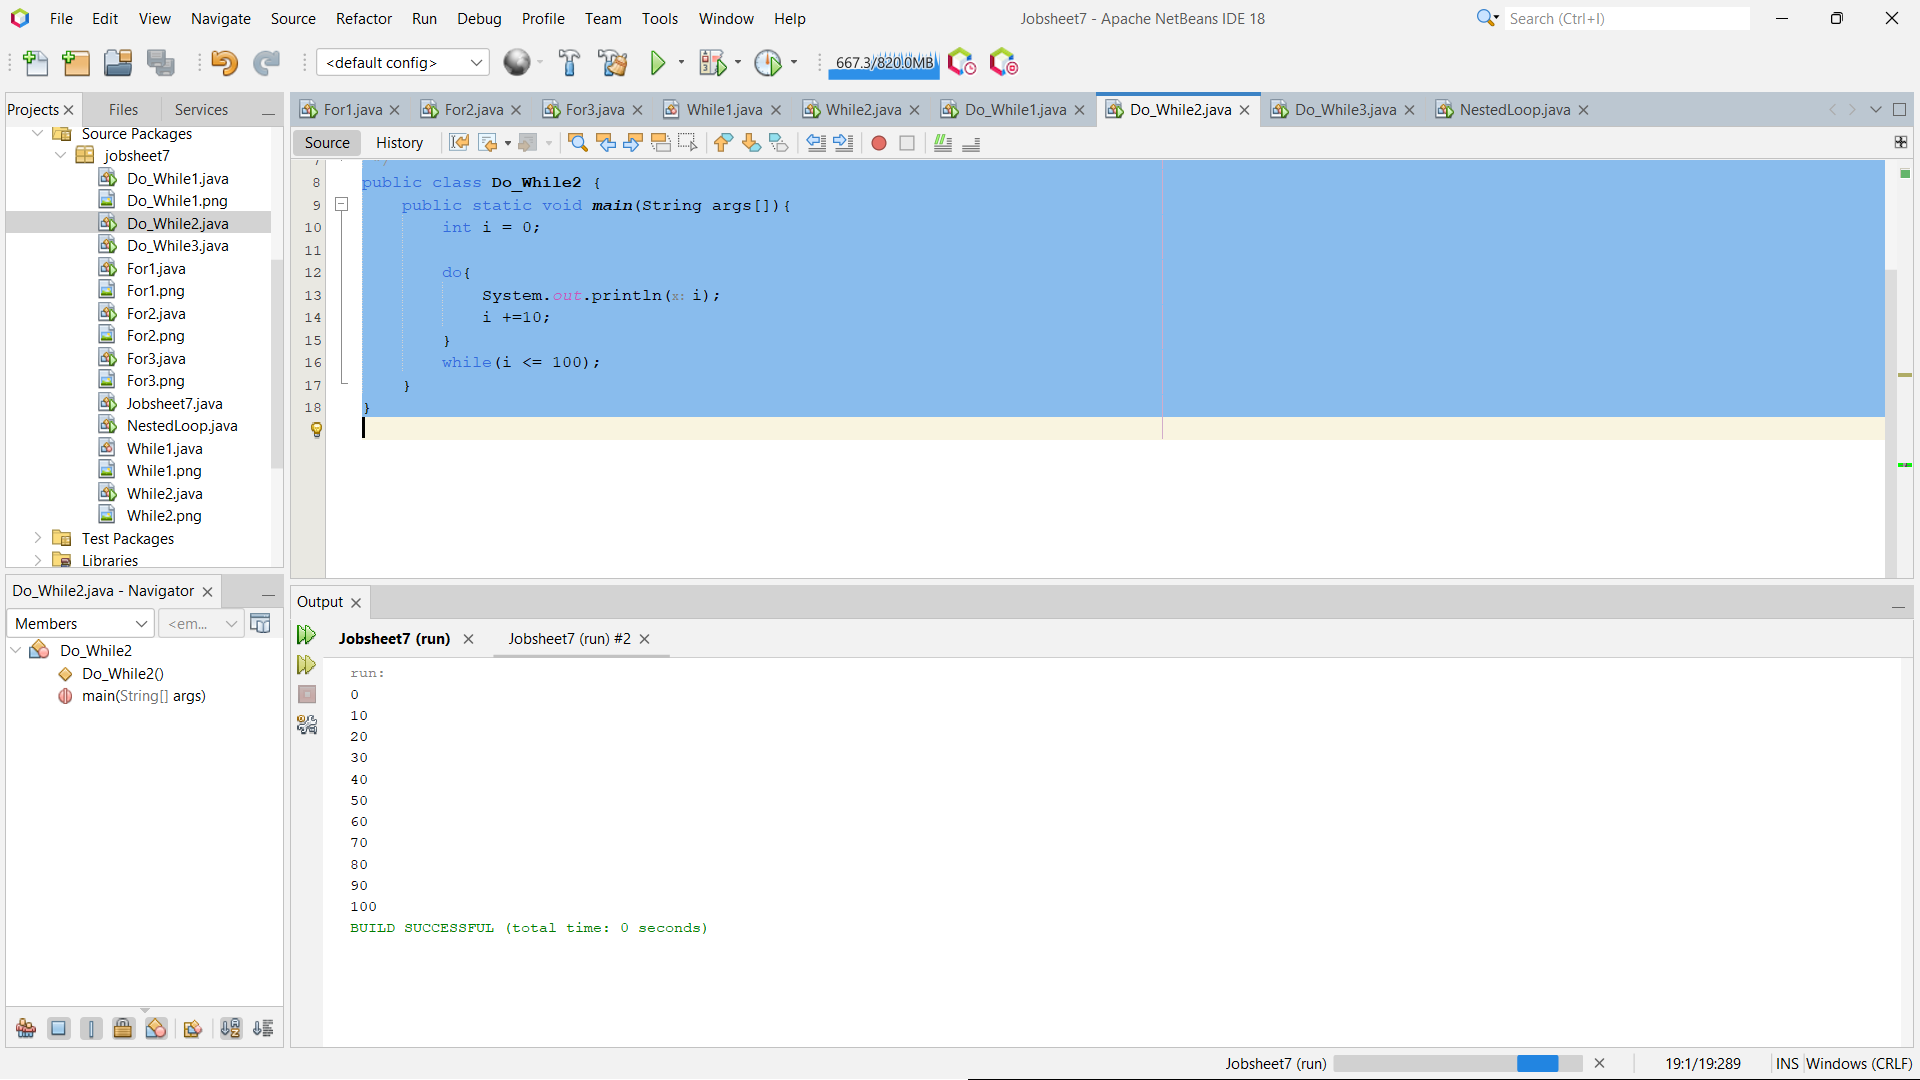 File Edit View Navigate Source Refactor Run Debug Profile Team Tools Window Help
Jobsheet7 - Apache NetBeans IDE 18
Search (Ctrl+I)
<default config>
667.3/820.0MB
Projects Files Services
For1.java For2.java For3.java While1.java While2.java Do_While1.java Do_While2.java Do_While3.java NestedLoop.java
Source History
Source Packages
jobsheet7
Do_While1.java
Do_While1.png
Do_While2.java
Do_While3.java
For1.java
For1.png
For2.java
For2.png
For3.java
For3.png
Jobsheet7.java
NestedLoop.java
While1.java
While1.png
While2.java
While2.png
Test Packages
Libraries
8 public class Do_While2 {
9 public static void main(String args[]){
10 int i = 0;
11
12 do{
13 System.out.println(x: i);
14 i +=10;
15 }
16 while(i <= 100);
17 }
18 }
Do_While2.java - Navigator
Members <em...
Do_While2
Do_While2()
main(String[] args)
Output
Jobsheet7 (run) Jobsheet7 (run) #2
run:
0
10
20
30
40
50
60
70
80
90
100
BUILD SUCCESSFUL (total time: 0 seconds)
Jobsheet7 (run) 19:1/19:289 INS Windows (CRLF)